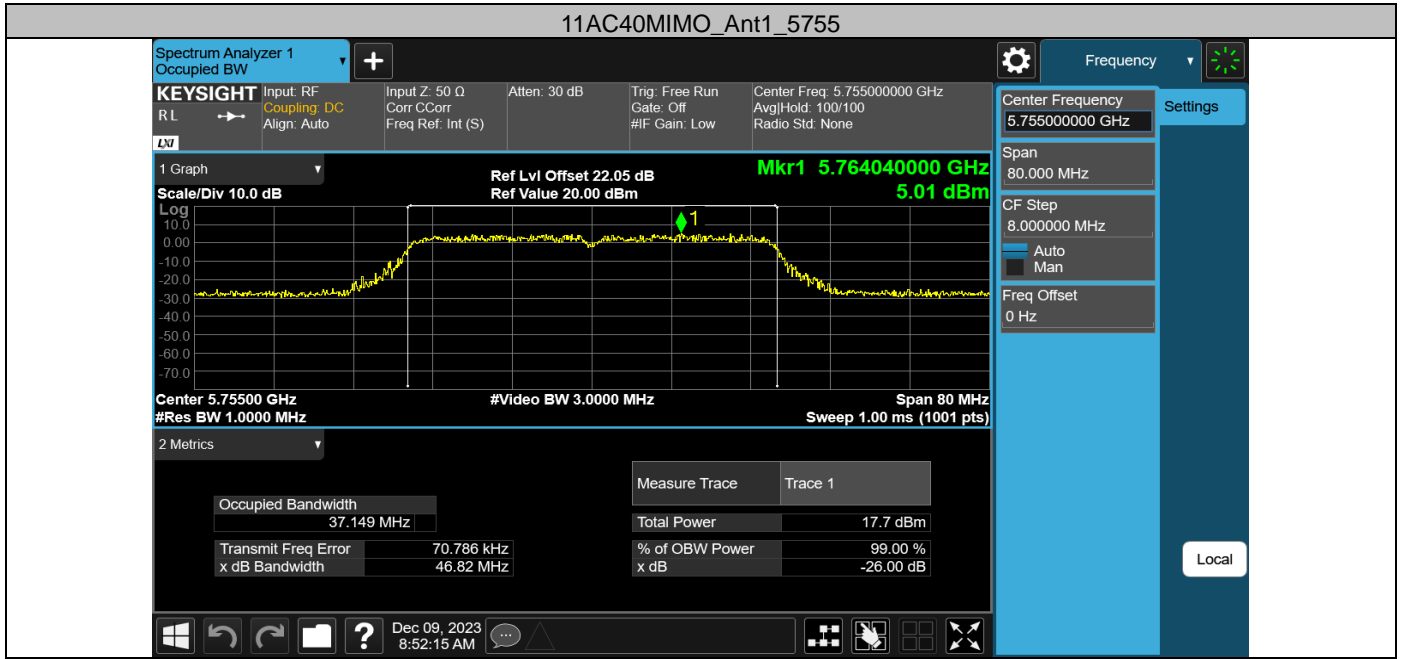 11AC40MIMO_Ant1_5755
Spectrum Analyzer 1
Occupied BW
Frequency
KEYSIGHT
RL
LXI
Input: RF
Coupling: DC
Align: Auto
Input Z: 50 Ω
Corr CCorr
Freq Ref: Int (S)
Atten: 30 dB
Trig: Free Run
Gate: Off
#IF Gain: Low
Center Freq: 5.755000000 GHz
Avg|Hold: 100/100
Radio Std: None
Center Frequency
5.755000000 GHz
Settings
Span
80.000 MHz
CF Step
8.000000 MHz
Auto
Man
Freq Offset
0 Hz
Local
1 Graph
Scale/Div 10.0 dB
Ref Lvl Offset 22.05 dB
Ref Value 20.00 dBm
Mkr1 5.764040000 GHz
5.01 dBm
Log
10.0
0.00
-10.0
-20.0
-30.0
-40.0
-50.0
-60.0
-70.0
1
Center 5.75500 GHz
#Res BW 1.0000 MHz
#Video BW 3.0000 MHz
Span 80 MHz
Sweep 1.00 ms (1001 pts)
2 Metrics
Measure Trace Trace 1
Occupied Bandwidth
37.149 MHz
Total Power 17.7 dBm
Transmit Freq Error 70.786 kHz
% of OBW Power 99.00 %
x dB Bandwidth 46.82 MHz
x dB -26.00 dB
?
Dec 09, 2023
8:52:15 AM